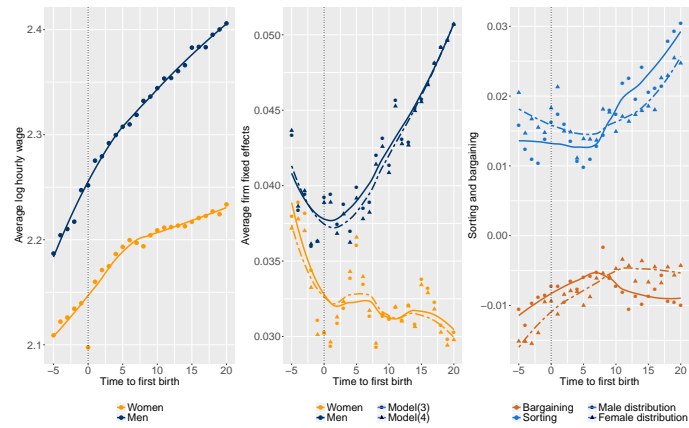 Average log hourly wage
2.4
2.3
2.2
2.1
−5 0 5 10 15 20
Time to first birth
Women
Men
Average firm fixed effects
0.050
0.045
0.040
0.035
0.030
−5 0 5 10 15 20
Time to first birth
Women Model(3)
Men Model(4)
Sorting and bargaining
0.03
0.02
0.01
0.00
−0.01
−5 0 5 10 15 20
Time to first birth
Bargaining Male distribution
Sorting Female distribution